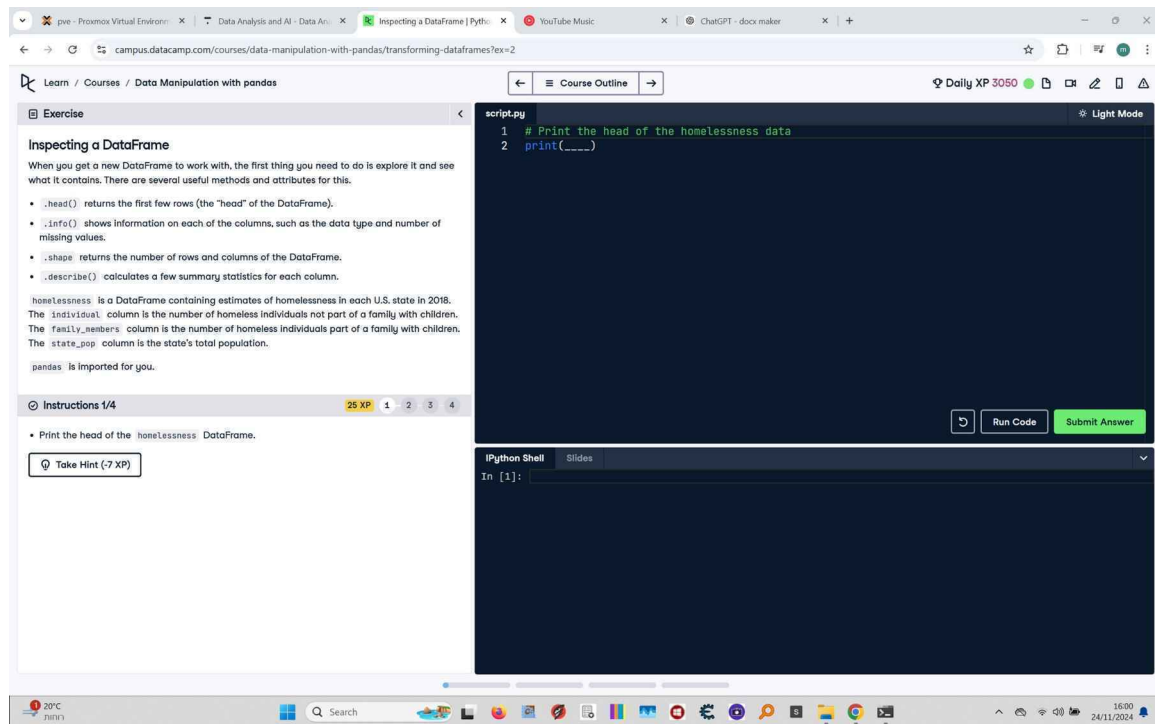 pve - Proxmox Virtual Environm
Data Analysis and AI - Data An
Inspecting a DataFrame | Pytho
YouTube Music
ChatGPT - docx maker
campus.datacamp.com/courses/data-manipulation-with-pandas/transforming-dataframes?ex=2
Learn / Courses / Data Manipulation with pandas
Course Outline
Daily XP 3050
Exercise
Inspecting a DataFrame
When you get a new DataFrame to work with, the first thing you need to do is explore it and see
what it contains. There are several useful methods and attributes for this.
• .head() returns the first few rows (the “head” of the DataFrame).
• .info() shows information on each of the columns, such as the data type and number of
missing values.
• .shape returns the number of rows and columns of the DataFrame.
• .describe() calculates a few summary statistics for each column.
homelessness is a DataFrame containing estimates of homelessness in each U.S. state in 2018.
The individual column is the number of homeless individuals not part of a family with children.
The family_members column is the number of homeless individuals part of a family with children.
The state_pop column is the state’s total population.
pandas is imported for you.
Instructions 1/4
25 XP 1 2 3 4
• Print the head of the homelessness DataFrame.
Take Hint (-7 XP)
script.py
Light Mode
1 # Print the head of the homelessness data
2 print(____)
Run Code
Submit Answer
IPython Shell
Slides
In [1]:
20°C
Search
16:00
24/11/2024